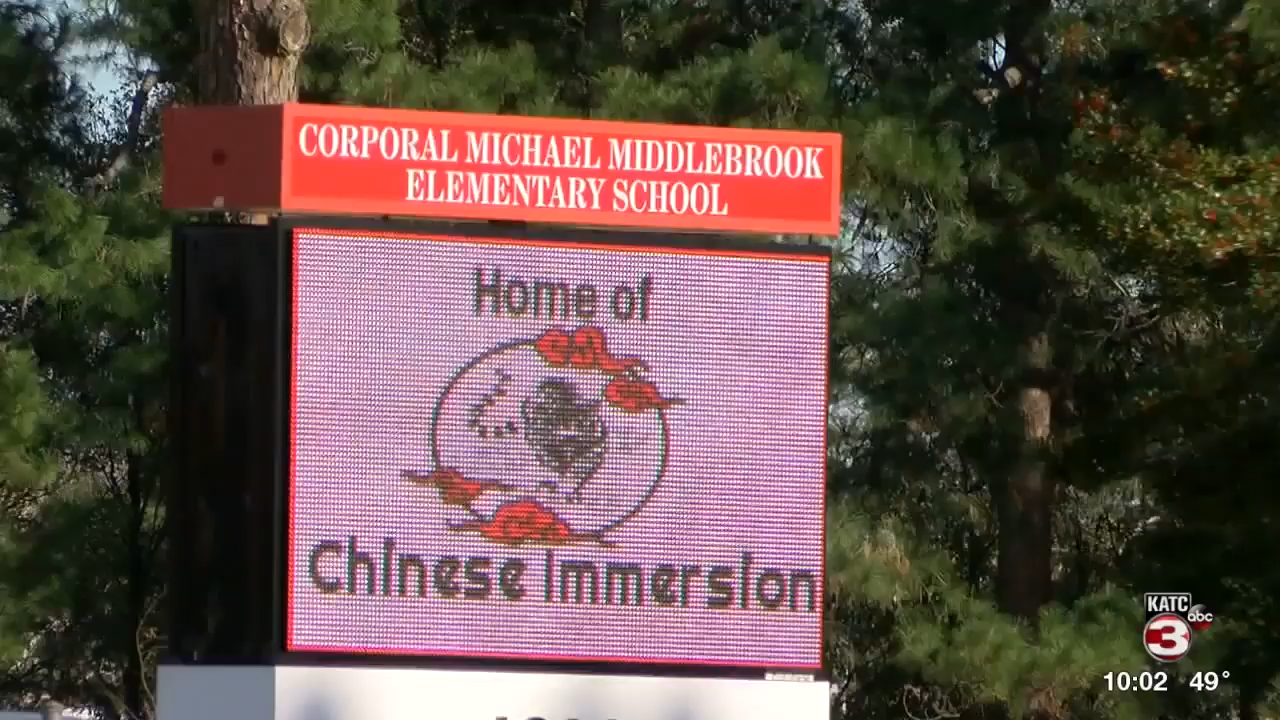 CORPORAL MICHAEL MIDDLEBROOK
ELEMENTARY SCHOOL
Home of
Chinese Immersion
KATC
abc
3
10:02 49°